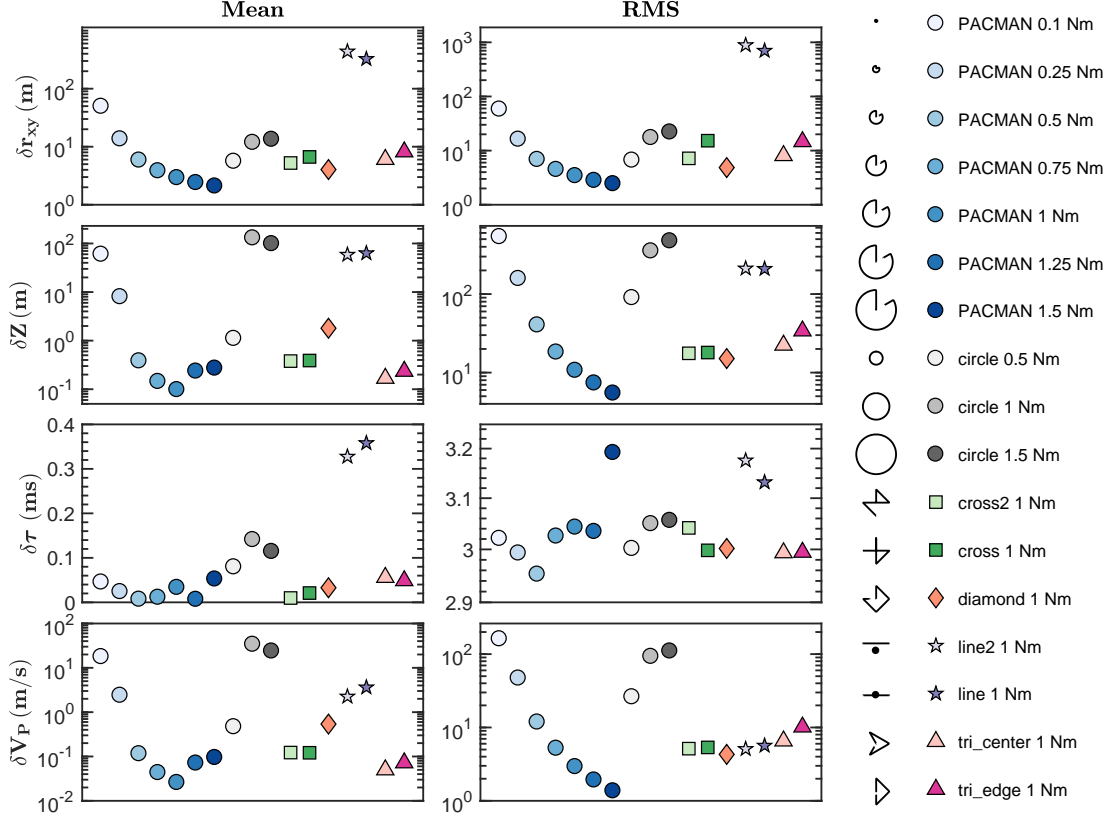 Mean
RMS
δr_xy (m)
10^2
10^1
10^0
10^3
10^2
10^1
10^0
δZ (m)
10^2
10^1
10^0
10^-1
10^2
10^1
δτ (ms)
0.4
0.3
0.2
0.1
0
3.2
3.1
3
2.9
δV_P (m/s)
10^2
10^1
10^0
10^-1
10^-2
10^2
10^1
10^0
PACMAN 0.1 Nm
PACMAN 0.25 Nm
PACMAN 0.5 Nm
PACMAN 0.75 Nm
PACMAN 1 Nm
PACMAN 1.25 Nm
PACMAN 1.5 Nm
circle 0.5 Nm
circle 1 Nm
circle 1.5 Nm
cross2 1 Nm
cross 1 Nm
diamond 1 Nm
line2 1 Nm
line 1 Nm
tri_center 1 Nm
tri_edge 1 Nm